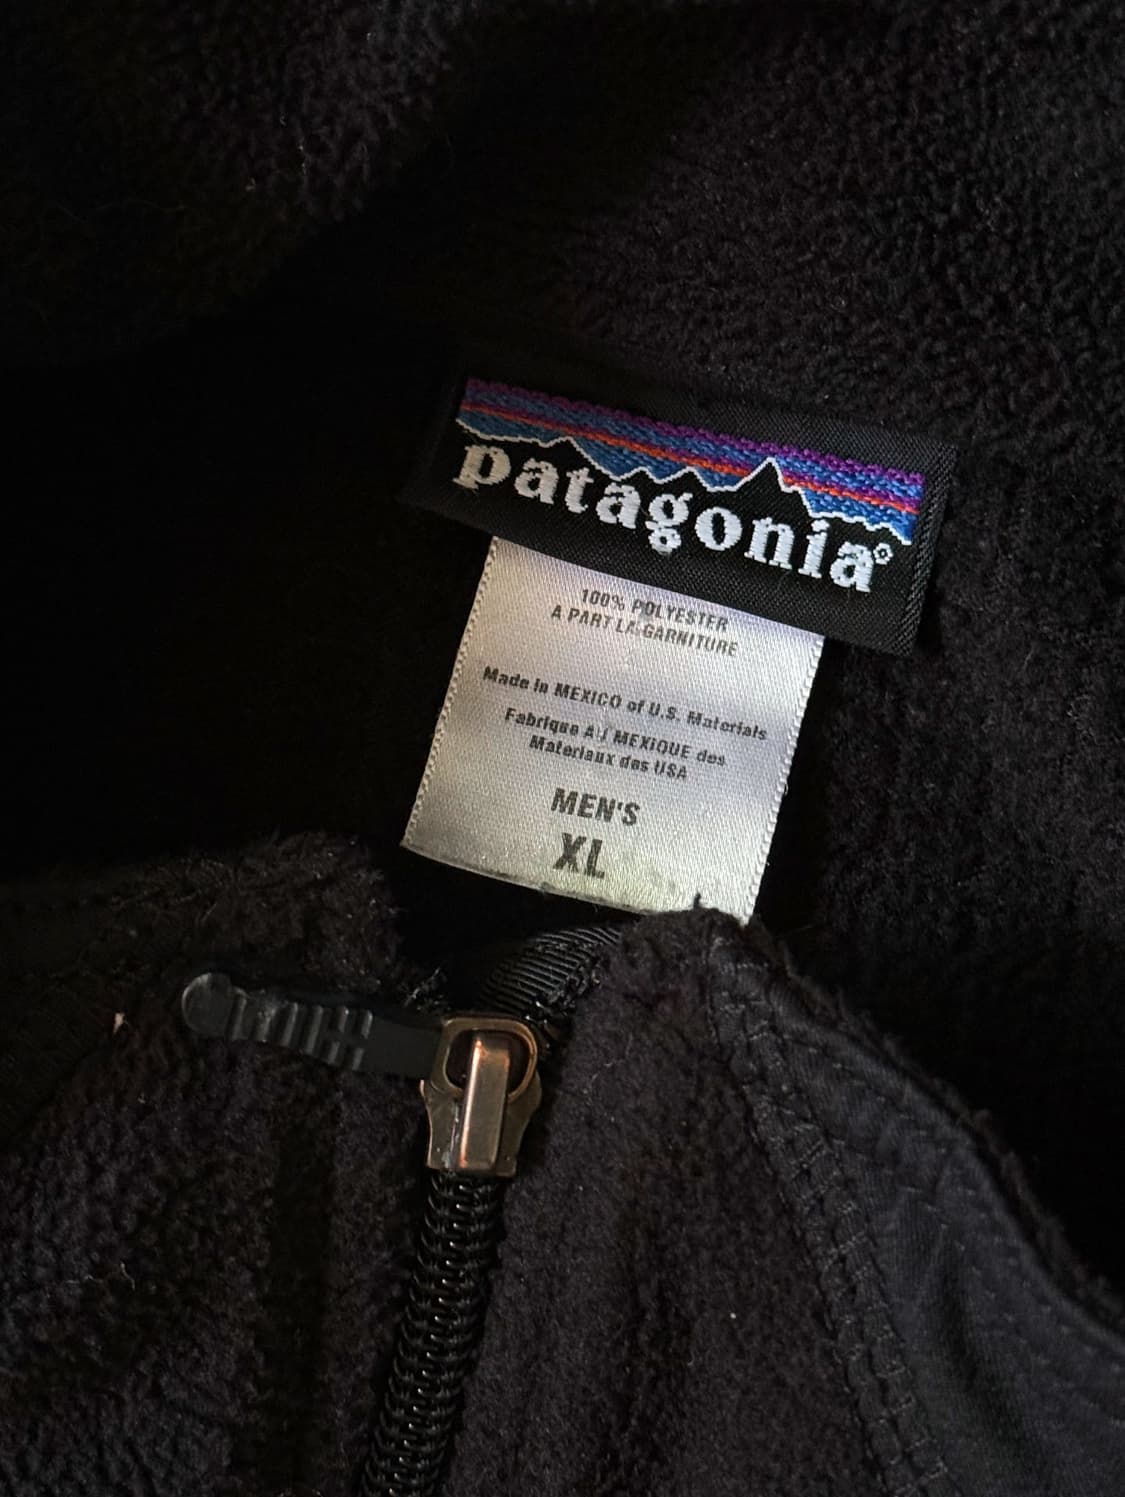 patagonia®
100% POLYESTER
A PART LA GARNITURE
Made in MEXICO of U.S. Materials
Fabrique AU MEXIQUE des
Materiaux des USA
MEN'S
XL